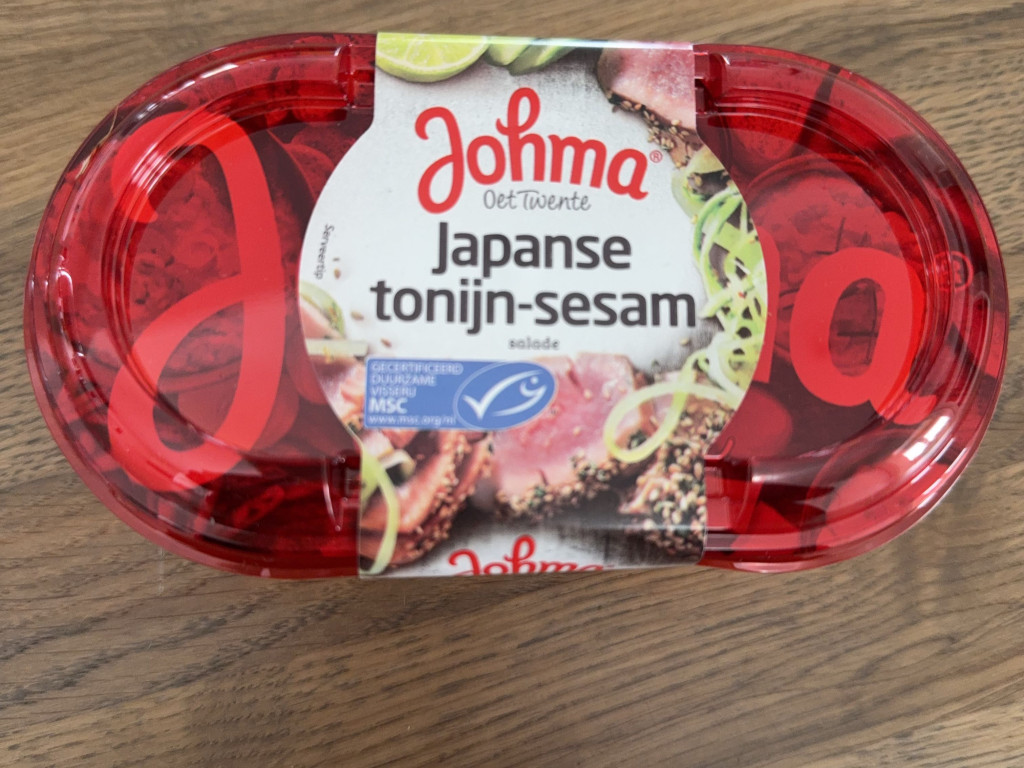 Johma®
Oet Twente
Japanse
tonijn-sesam
salade
Serveertip
GECERTIFICEERD
DUURZAME
VISSERIJ
MSC
www.msc.org/nl
J
a®
Johma